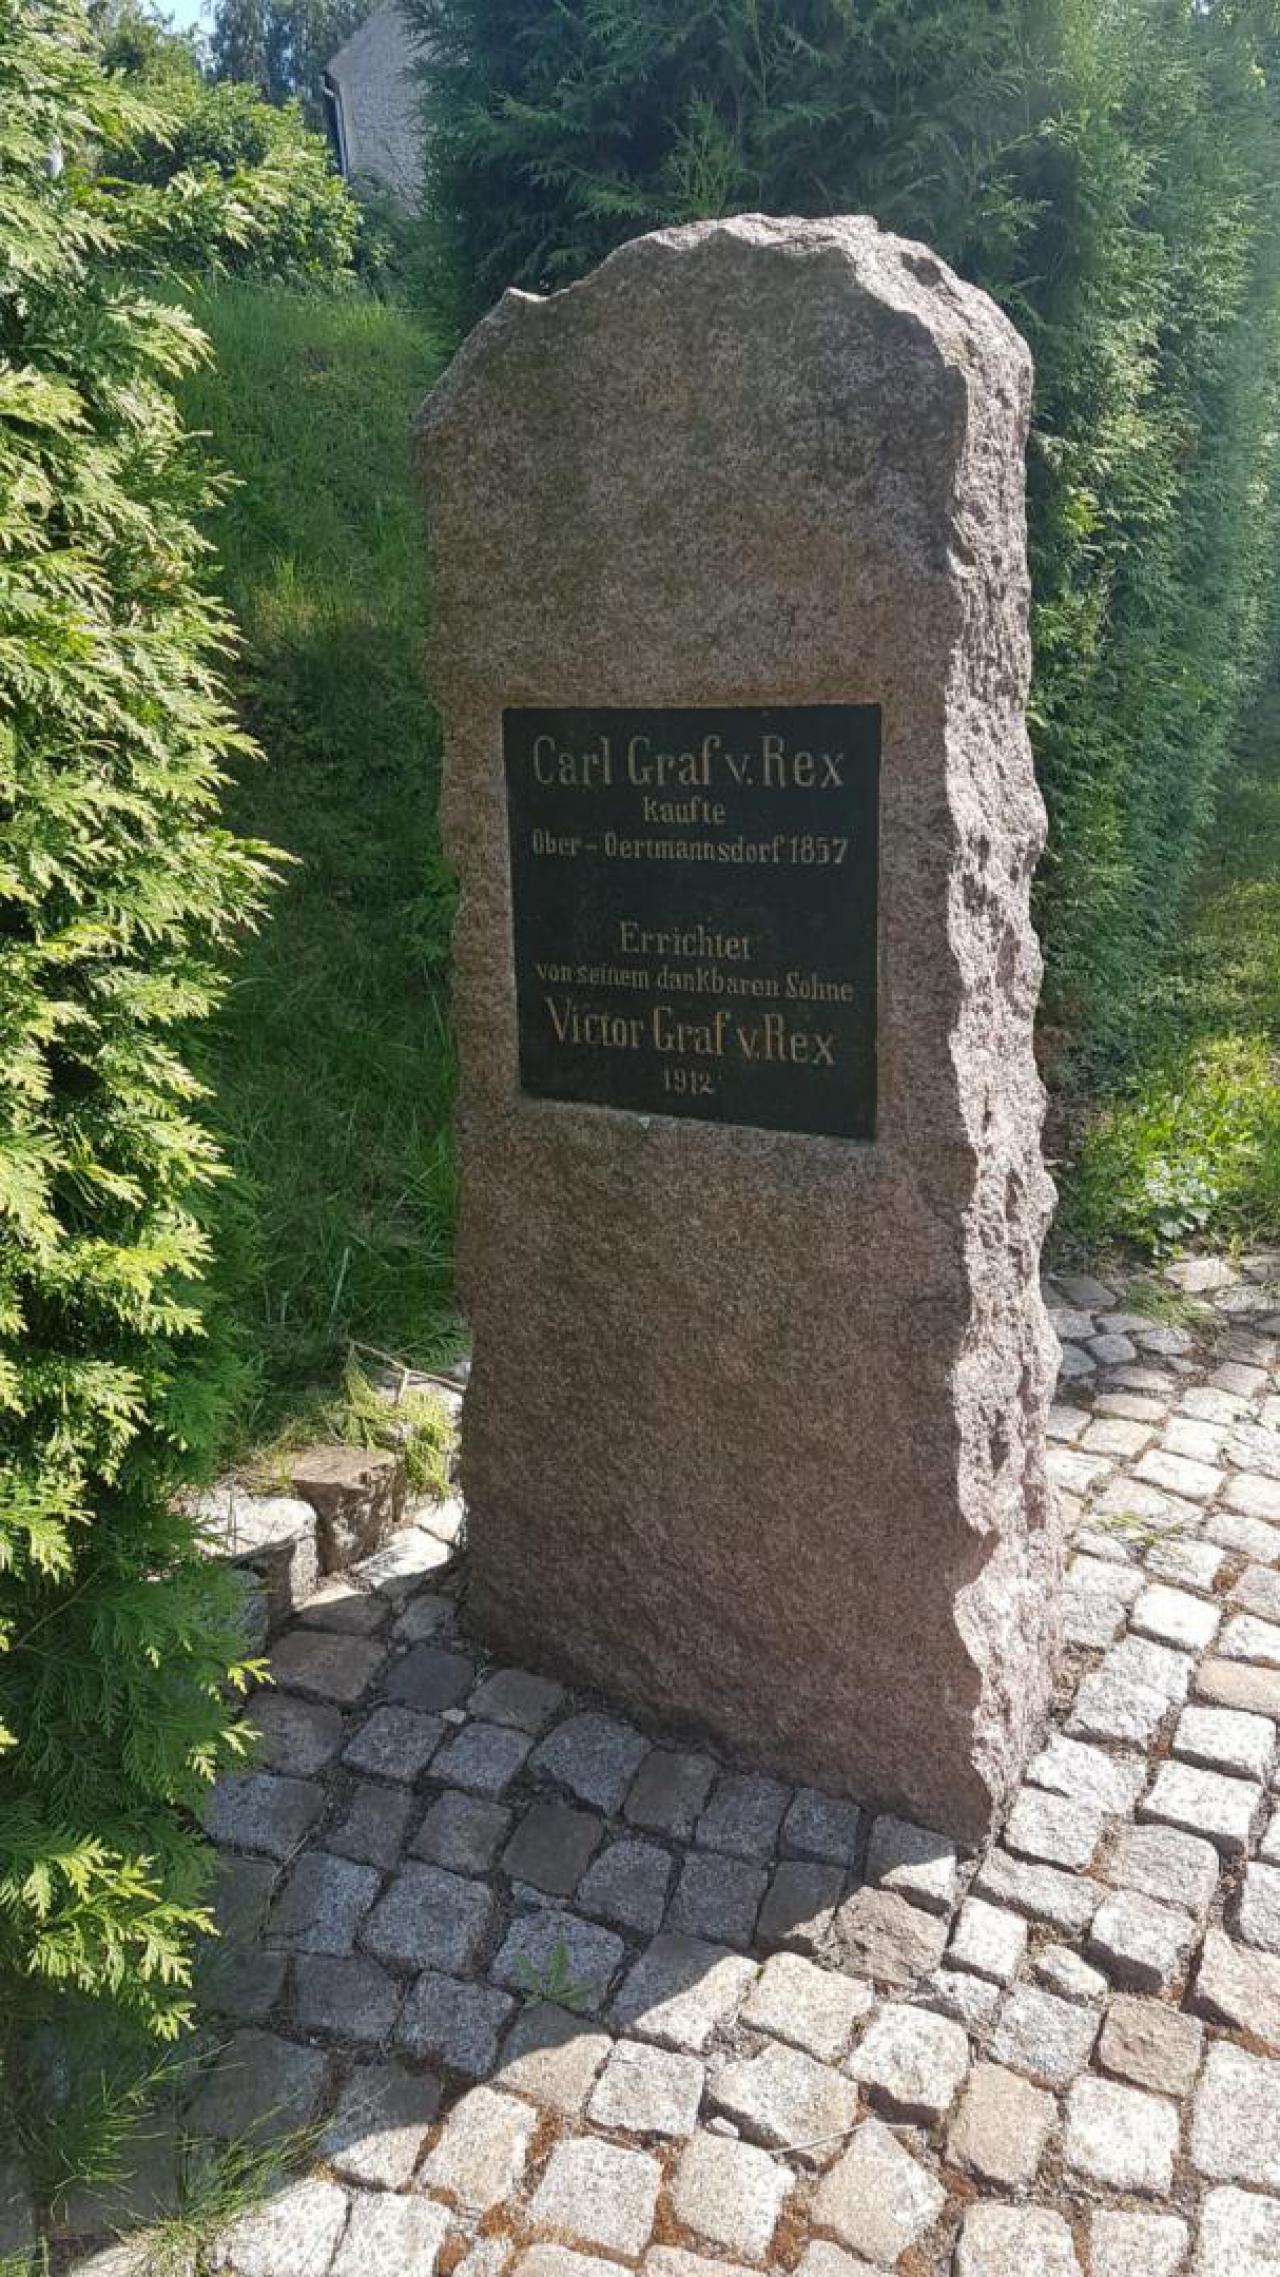 Carl Graf v. Rex
kaufte
Ober-Oertmannsdorf 1857
Errichtet
von seinem dankbaren Sohne
Victor Graf v. Rex
1912